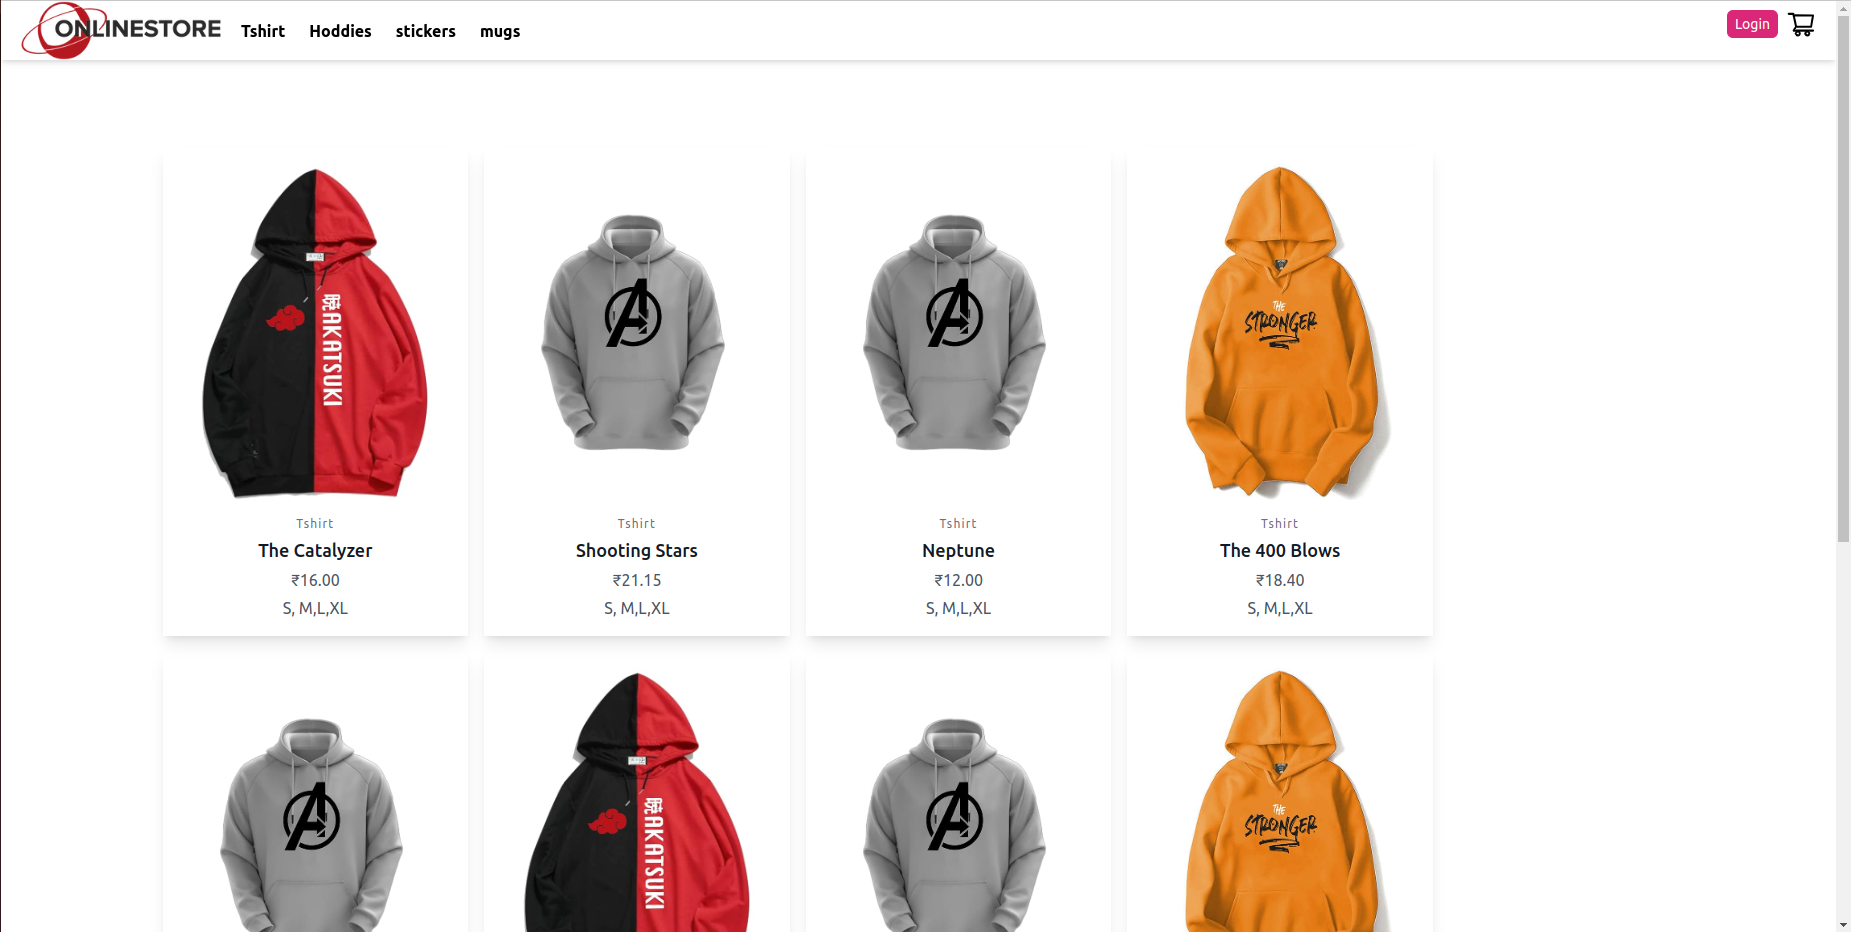 ONLINESTORE Tshirt Hoddies stickers mugs Login
AKATSUKI
THE
STRONGER
Tshirt Tshirt Tshirt Tshirt
The Catalyzer Shooting Stars Neptune The 400 Blows
₹16.00 ₹21.15 ₹12.00 ₹18.40
S, M,L,XL S, M,L,XL S, M,L,XL S, M,L,XL
AKATSUKI
THE
STRONGER